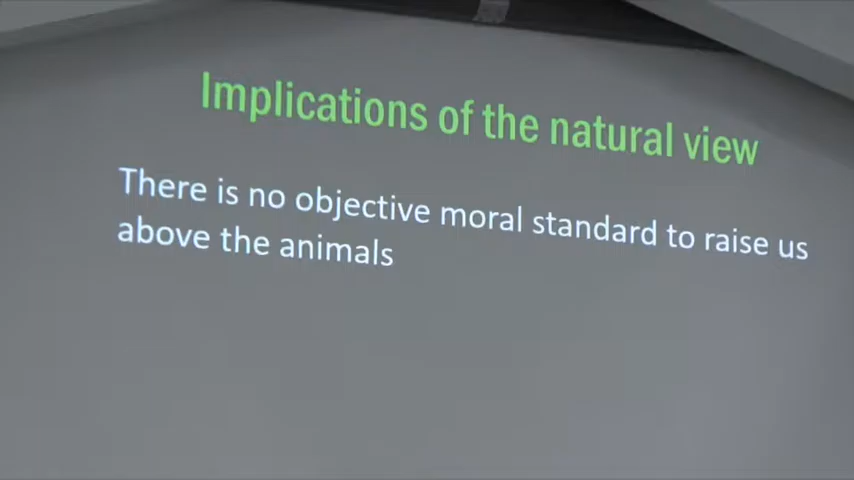 Implications of the natural view
There is no objective moral standard to raise us
above the animals